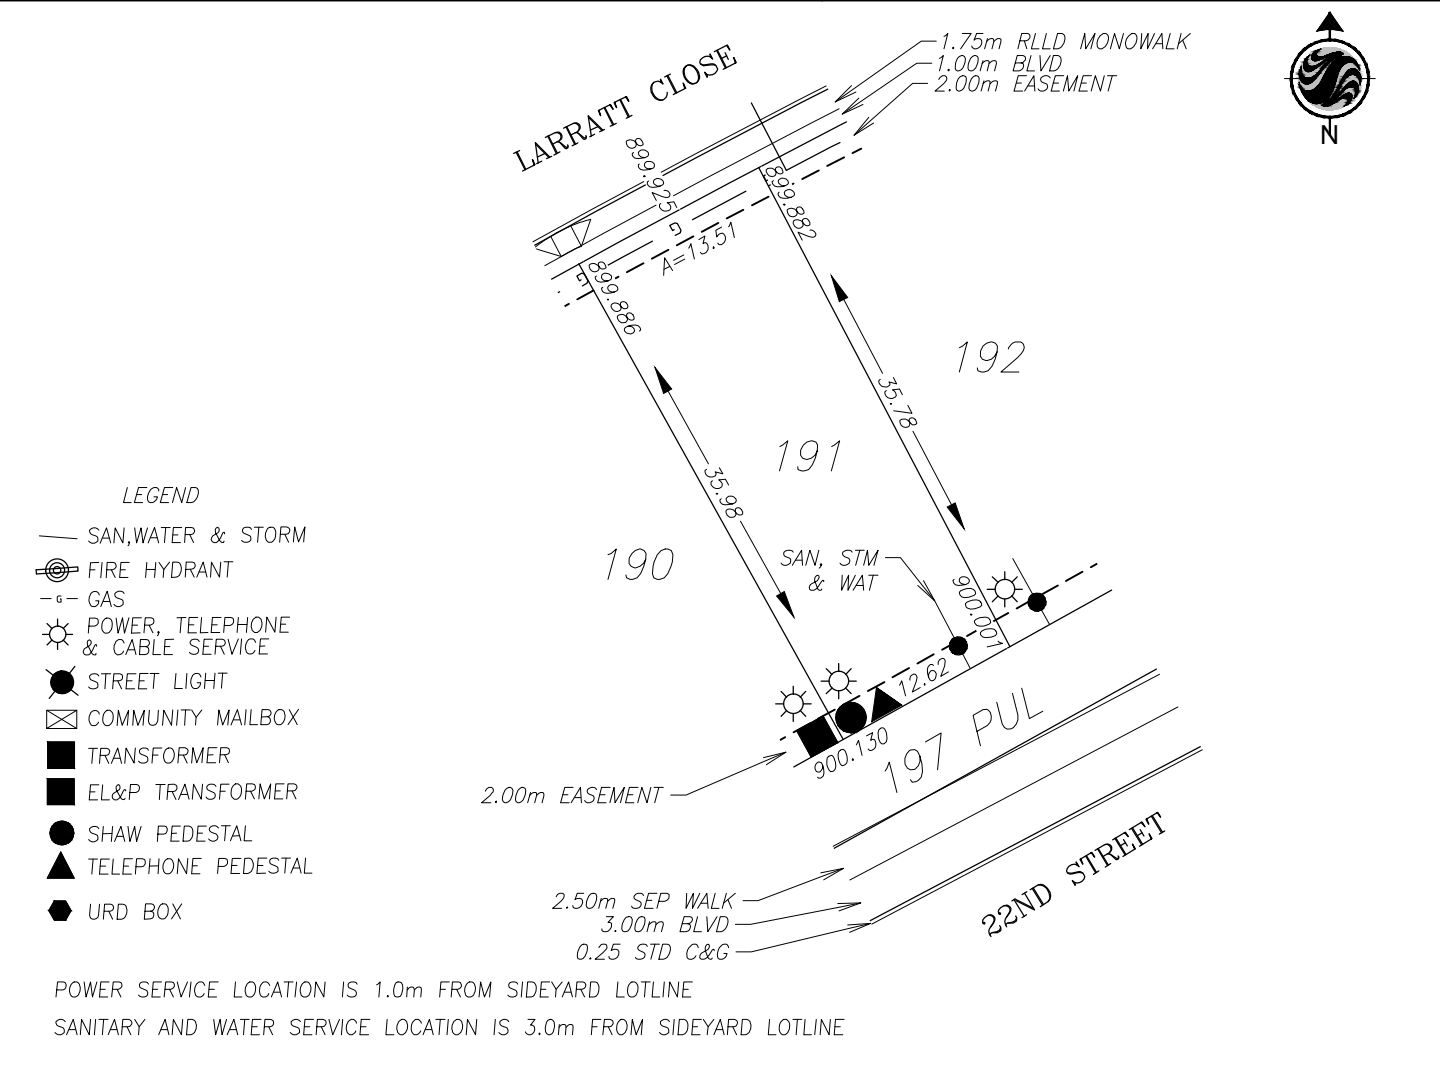 1.75m RLLD MONOWALK
1.00m BLVD
2.00m EASEMENT
N
LARRATT CLOSE
899.925
899.882
G
A=13.51
G
899.886
192
35.78
191
35.98
190
SAN, STM
& WAT
900.001
12.62
900.130
197 PUL
2.00m EASEMENT
22ND STREET
2.50m SEP WALK
3.00m BLVD
0.25 STD C&G
LEGEND
SAN,WATER & STORM
FIRE HYDRANT
G GAS
POWER, TELEPHONE
& CABLE SERVICE
STREET LIGHT
COMMUNITY MAILBOX
TRANSFORMER
EL&P TRANSFORMER
SHAW PEDESTAL
TELEPHONE PEDESTAL
URD BOX
POWER SERVICE LOCATION IS 1.0m FROM SIDEYARD LOTLINE
SANITARY AND WATER SERVICE LOCATION IS 3.0m FROM SIDEYARD LOTLINE